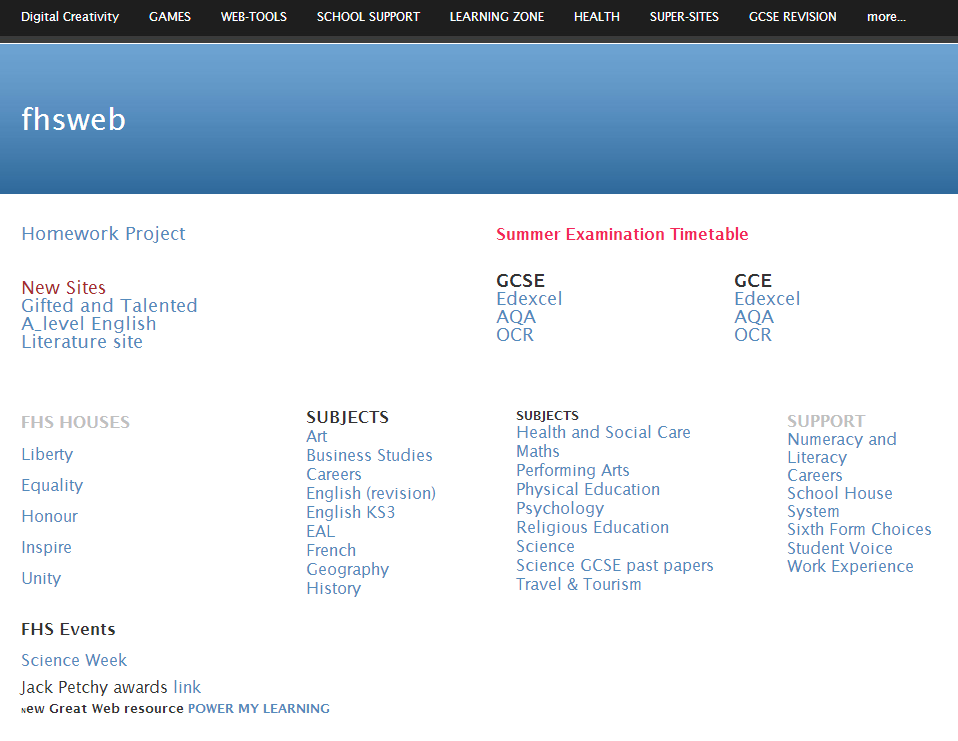 Digital Creativity GAMES WEB-TOOLS SCHOOL SUPPORT LEARNING ZONE HEALTH SUPER-SITES GCSE REVISION more...
fhsweb
Homework Project
New Sites
Gifted and Talented
A_level English
Literature site
Summer Examination Timetable
GCSE
Edexcel
AQA
OCR
GCE
Edexcel
AQA
OCR
FHS HOUSES
Liberty
Equality
Honour
Inspire
Unity
SUBJECTS
Art
Business Studies
Careers
English (revision)
English KS3
EAL
French
Geography
History
SUBJECTS
Health and Social Care
Maths
Performing Arts
Physical Education
Psychology
Religious Education
Science
Science GCSE past papers
Travel & Tourism
SUPPORT
Numeracy and
Literacy
Careers
School House
System
Sixth Form Choices
Student Voice
Work Experience
FHS Events
Science Week
Jack Petchy awards link
New Great Web resource POWER MY LEARNING